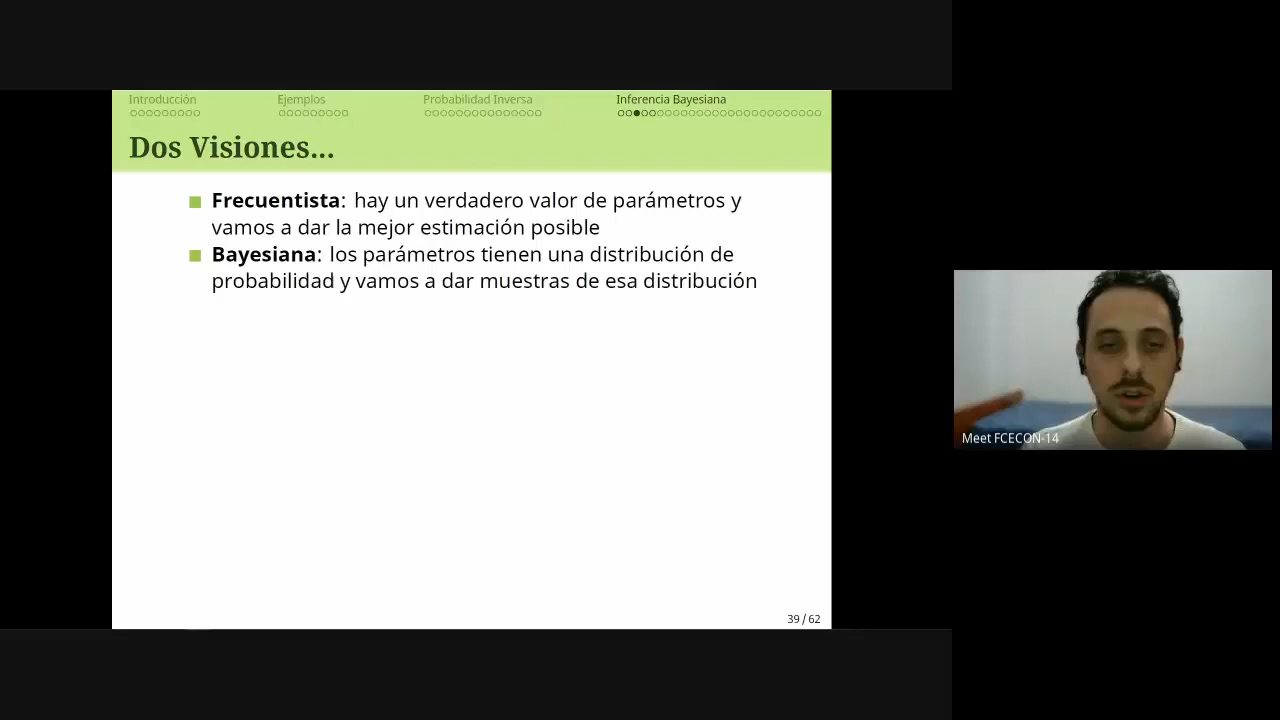 Introducción Ejemplos Probabilidad Inversa Inferencia Bayesiana
Dos Visiones...
Frecuentista: hay un verdadero valor de parámetros y
vamos a dar la mejor estimación posible
Bayesiana: los parámetros tienen una distribución de
probabilidad y vamos a dar muestras de esa distribución
Meet FCECON-14
39 / 62